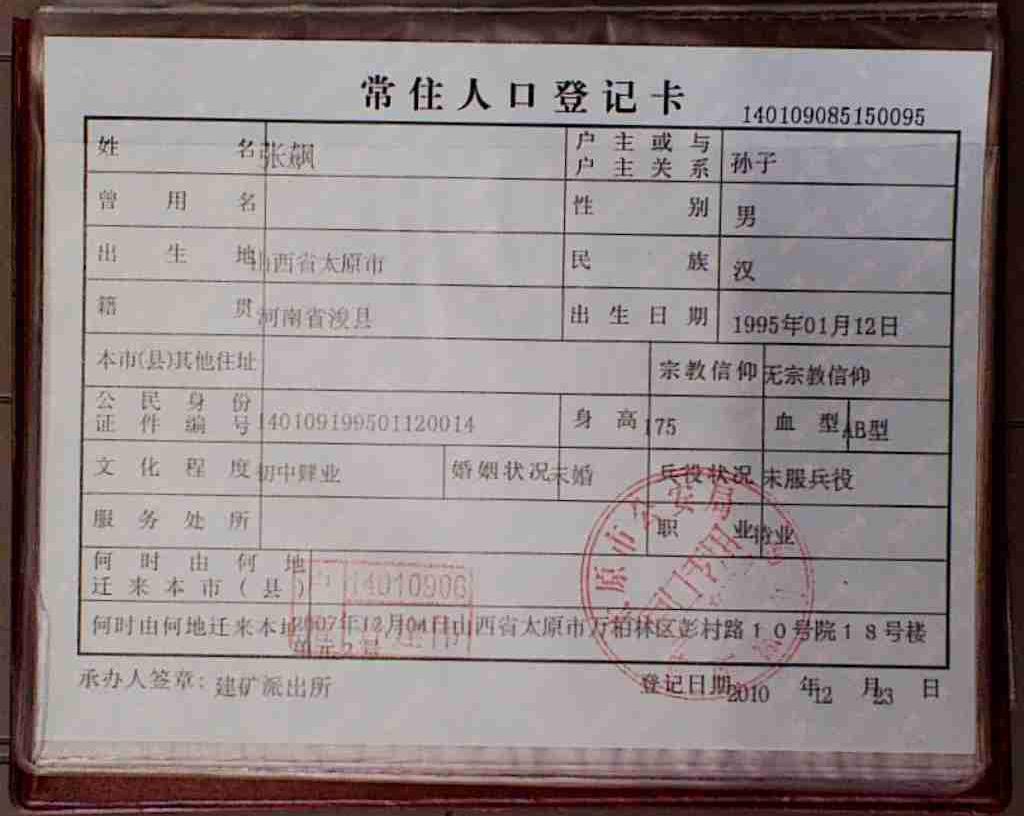 常住人口登记卡
140109085150095
姓名 张飙 户主或与户主关系 孙子
曾用名 性别 男
出生地 山西省太原市 民族 汉
籍贯 河南省浚县 出生日期 1995年01月12日
本市(县)其他住址 宗教信仰 无宗教信仰
公民身份证件编号 140109199501120014 身高 175 血型 AB型
文化程度 初中肄业 婚姻状况 未婚 兵役状况 未服兵役
服务处所 职业
何时由何地迁来本市(县)
14010906
何时由何地迁来本址 2007年12月04日山西省太原市万柏林区彭村路10号院18号楼
单元2号
承办人签章: 建矿派出所 登记日期 2010年12月23日
原市公安局